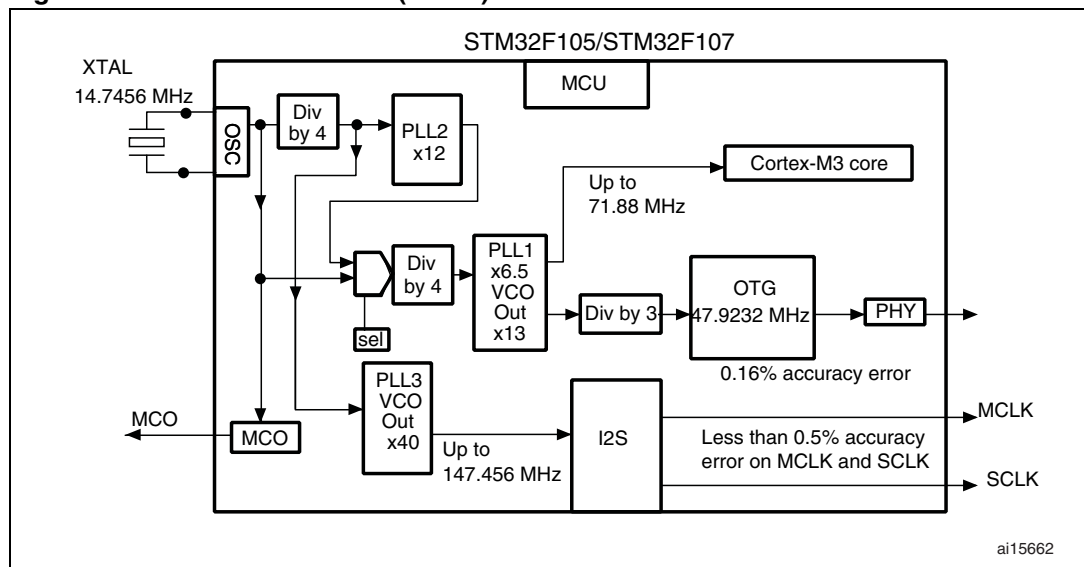 STM32F105/STM32F107
XTAL
14.7456 MHz
MCU
OSC
Div
by 4
PLL2
x12
Cortex-M3 core
Up to
71.88 MHz
Div
by 4
PLL1
x6.5
VCO
Out
x13
sel
Div by 3
OTG
47.9232 MHz
PHY
0.16% accuracy error
PLL3
VCO
Out
x40
MCO
MCO
Up to
147.456 MHz
I2S
MCLK
Less than 0.5% accuracy
error on MCLK and SCLK
SCLK
ai15662